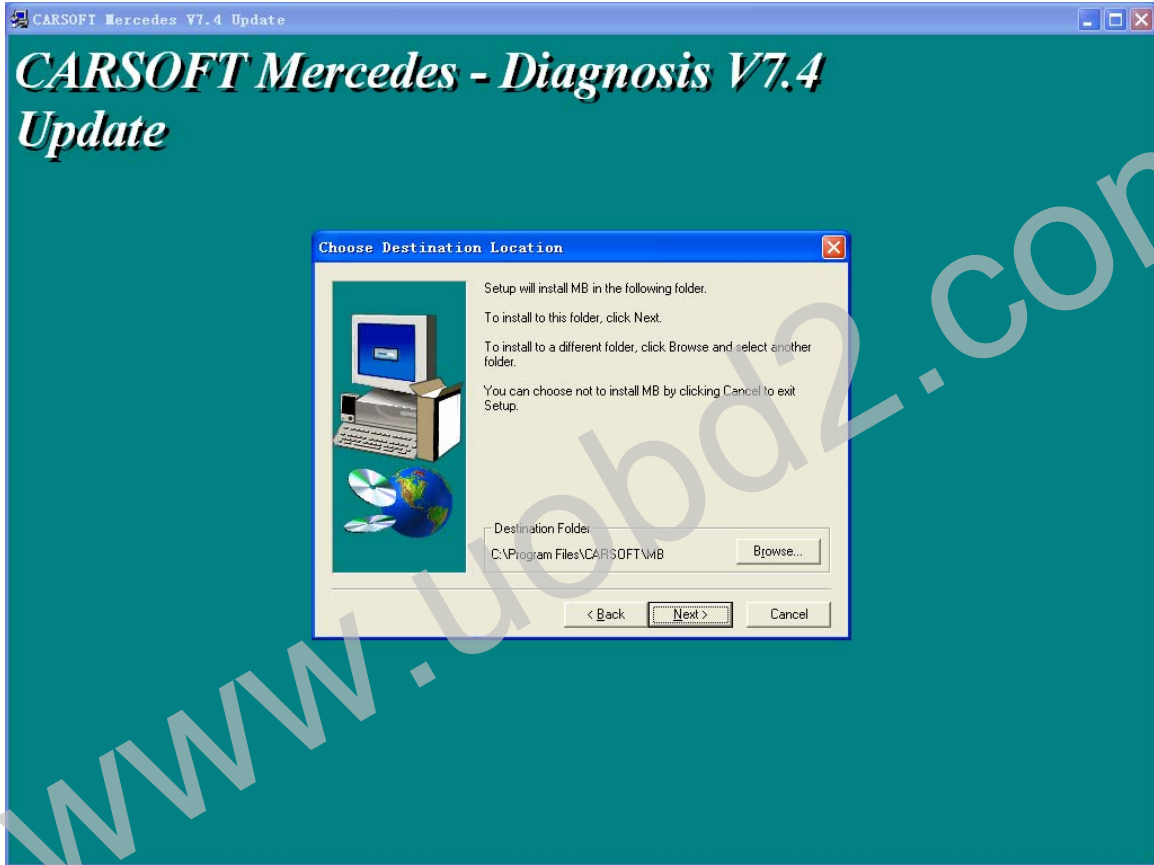 CARSOFT Mercedes V7.4 Update
CARSOFT Mercedes - Diagnosis V7.4
Update
Choose Destination Location
Setup will install MB in the following folder.
To install to this folder, click Next.
To install to a different folder, click Browse and select another
folder.
You can choose not to install MB by clicking Cancel to exit
Setup.
Destination Folder
C:\Program Files\CARSOFT\MB
Browse...
< Back
Next >
Cancel
www.uobd2.com